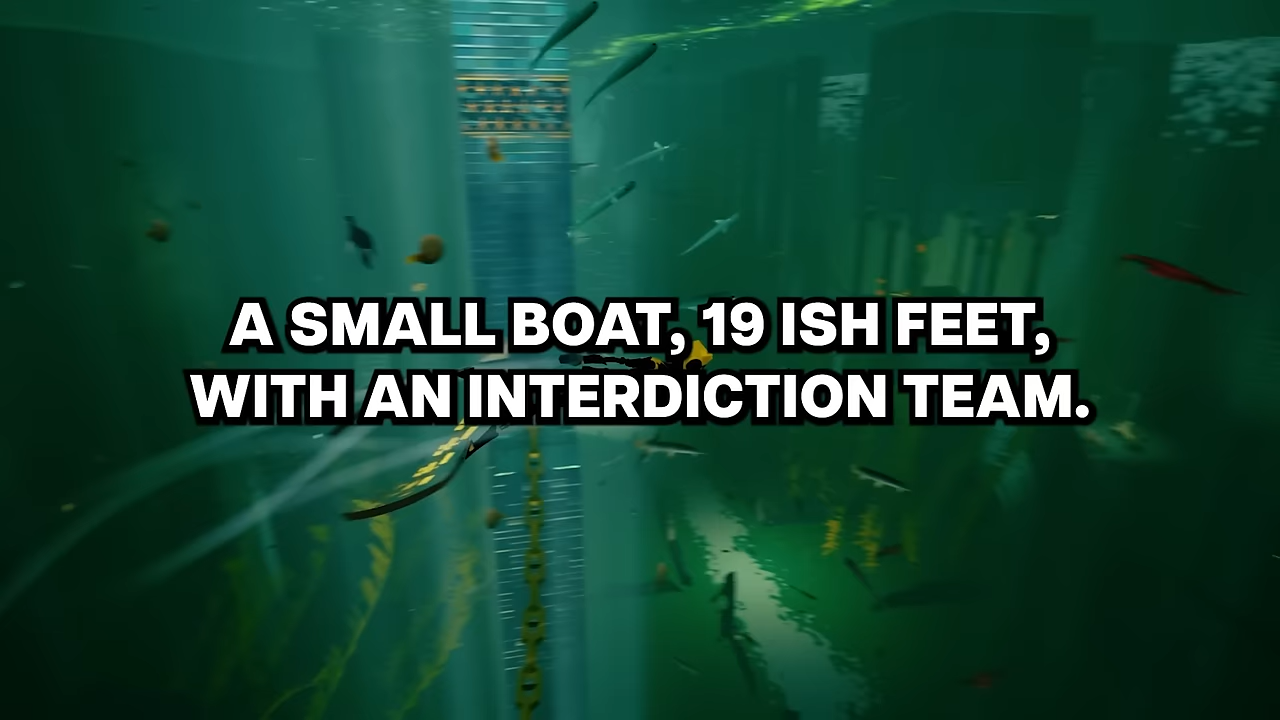 A SMALL BOAT, 19 ISH FEET,
WITH AN INTERDICTION TEAM.